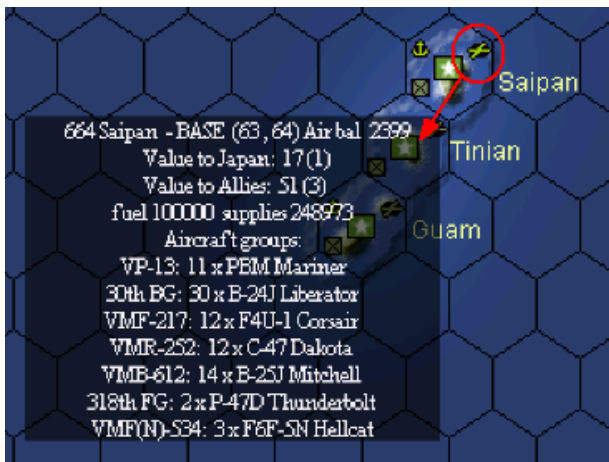 Saipan
664 Saipan - BASE (63, 64) Air bal 2399
Tinian
Value to Japan: 17 (1)
Value to Allies: 51 (3)
fuel 100000 supplies 248973
Guam
Aircraft groups:
VP-13: 11 x PBM Mariner
30th BG: 30 x B-24J Liberator
VMF-217: 12 x F4U-1 Corsair
VMR-252: 12 x C-47 Dakota
VMB-612: 14 x B-25J Mitchell
318th FG: 2 x P-47D Thunderbolt
VMF(N)-534: 3 x F6F-5N Hellcat